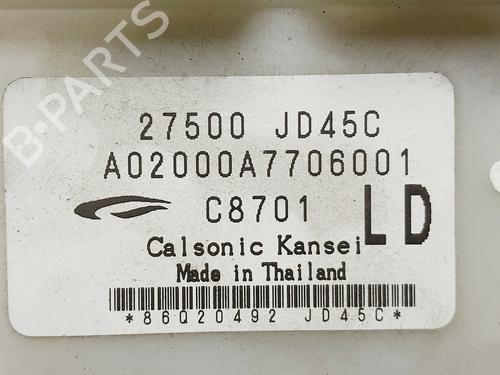 B-PARTS
27500 JD45C
A02000A7706001
C8701
LD
Calsonic Kansei
Made in Thailand
*86Q20492 JD45C*